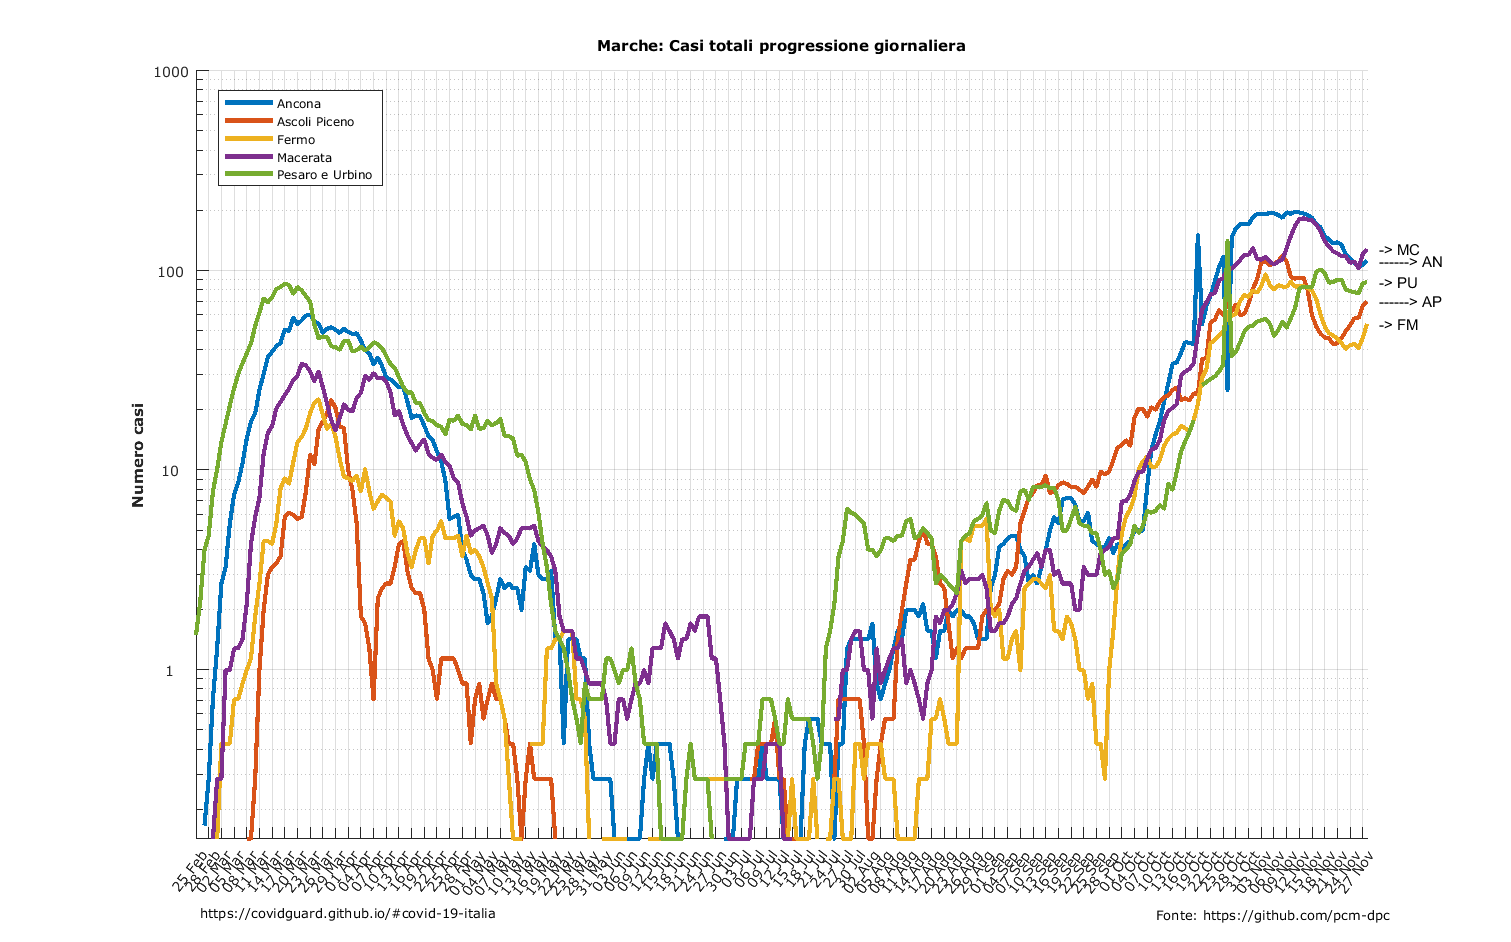 Marche: Casi totali progressione giornaliera
1000
100
10
1
Numero casi
Ancona
Ascoli Piceno
Fermo
Macerata
Pesaro e Urbino
-> MC
------> AN
-> PU
------> AP
-> FM
25 Feb
28 Feb
02 Mar
05 Mar
08 Mar
11 Mar
14 Mar
17 Mar
20 Mar
23 Mar
26 Mar
29 Mar
01 Apr
04 Apr
07 Apr
10 Apr
13 Apr
16 Apr
19 Apr
22 Apr
25 Apr
28 Apr
01 May
04 May
07 May
10 May
13 May
16 May
19 May
22 May
25 May
28 May
31 May
03 Jun
06 Jun
09 Jun
12 Jun
15 Jun
18 Jun
21 Jun
24 Jun
27 Jun
30 Jun
03 Jul
06 Jul
09 Jul
12 Jul
15 Jul
18 Jul
21 Jul
24 Jul
27 Jul
30 Jul
02 Aug
05 Aug
08 Aug
11 Aug
14 Aug
17 Aug
20 Aug
23 Aug
26 Aug
29 Aug
01 Sep
04 Sep
07 Sep
10 Sep
13 Sep
16 Sep
19 Sep
22 Sep
25 Sep
28 Sep
01 Oct
04 Oct
07 Oct
10 Oct
13 Oct
16 Oct
19 Oct
22 Oct
25 Oct
28 Oct
31 Oct
03 Nov
06 Nov
09 Nov
12 Nov
15 Nov
18 Nov
21 Nov
24 Nov
27 Nov
https://covidguard.github.io/#covid-19-italia
Fonte: https://github.com/pcm-dpc